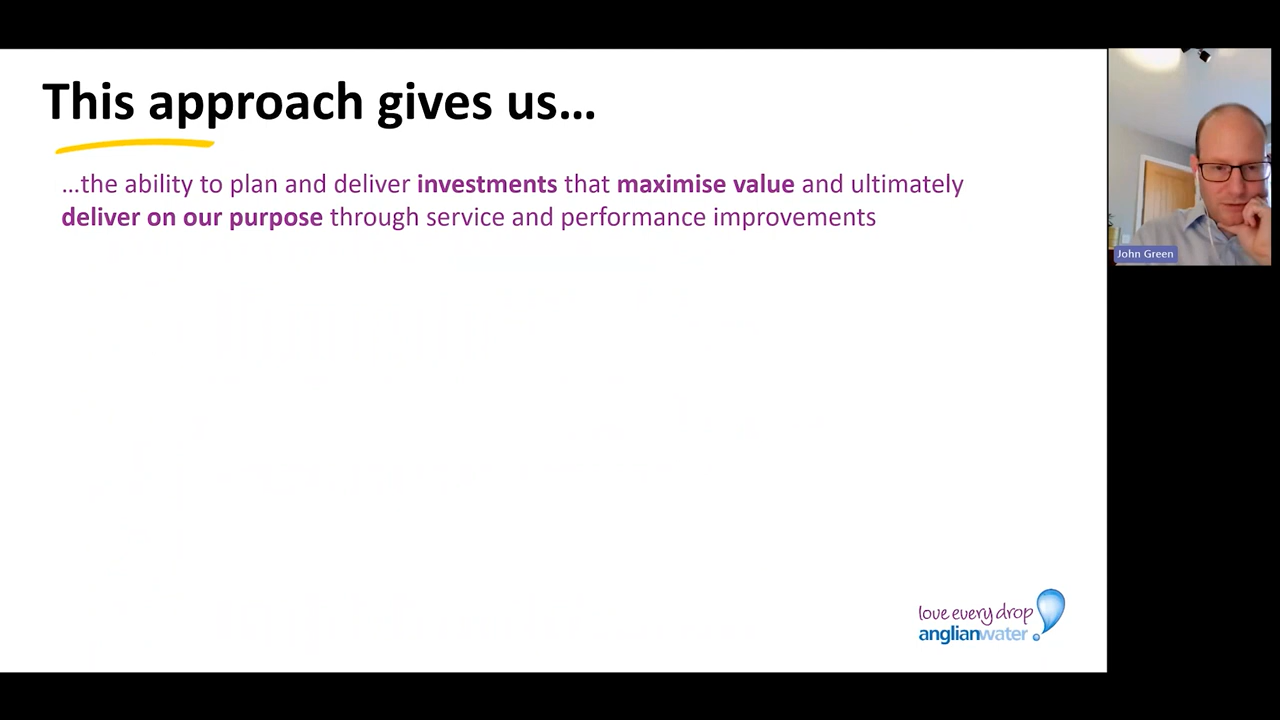 This approach gives us...
...the ability to plan and deliver investments that maximise value and ultimately
deliver on our purpose through service and performance improvements
John Green
love every drop
anglianwater